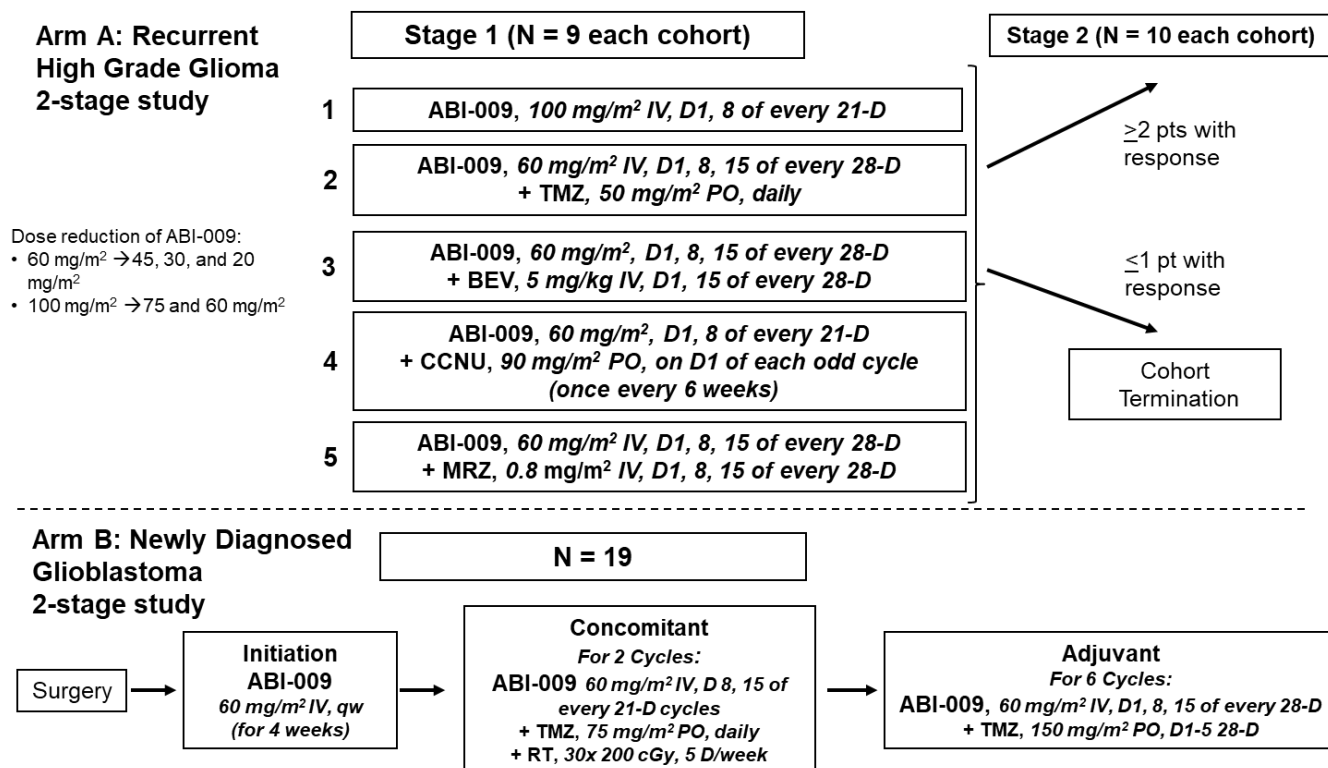 Arm A: Recurrent
High Grade Glioma
2-stage study
Stage 1 (N = 9 each cohort)
Stage 2 (N = 10 each cohort)
1
ABI-009, 100 mg/m² IV, D1, 8 of every 21-D
2
ABI-009, 60 mg/m² IV, D1, 8, 15 of every 28-D
+ TMZ, 50 mg/m² PO, daily
≥2 pts with
response
Dose reduction of ABI-009:
• 60 mg/m² →45, 30, and 20
mg/m²
• 100 mg/m² →75 and 60 mg/m²
3
ABI-009, 60 mg/m², D1, 8, 15 of every 28-D
+ BEV, 5 mg/kg IV, D1, 15 of every 28-D
≤1 pt with
response
4
ABI-009, 60 mg/m², D1, 8 of every 21-D
+ CCNU, 90 mg/m² PO, on D1 of each odd cycle
(once every 6 weeks)
Cohort
Termination
5
ABI-009, 60 mg/m² IV, D1, 8, 15 of every 28-D
+ MRZ, 0.8 mg/m² IV, D1, 8, 15 of every 28-D
Arm B: Newly Diagnosed
Glioblastoma
2-stage study
N = 19
Surgery
Initiation
ABI-009
60 mg/m² IV, qw
(for 4 weeks)
Concomitant
For 2 Cycles:
ABI-009 60 mg/m² IV, D 8, 15 of
every 21-D cycles
+ TMZ, 75 mg/m² PO, daily
+ RT, 30x 200 cGy, 5 D/week
Adjuvant
For 6 Cycles:
ABI-009, 60 mg/m² IV, D1, 8, 15 of every 28-D
+ TMZ, 150 mg/m² PO, D1-5 28-D